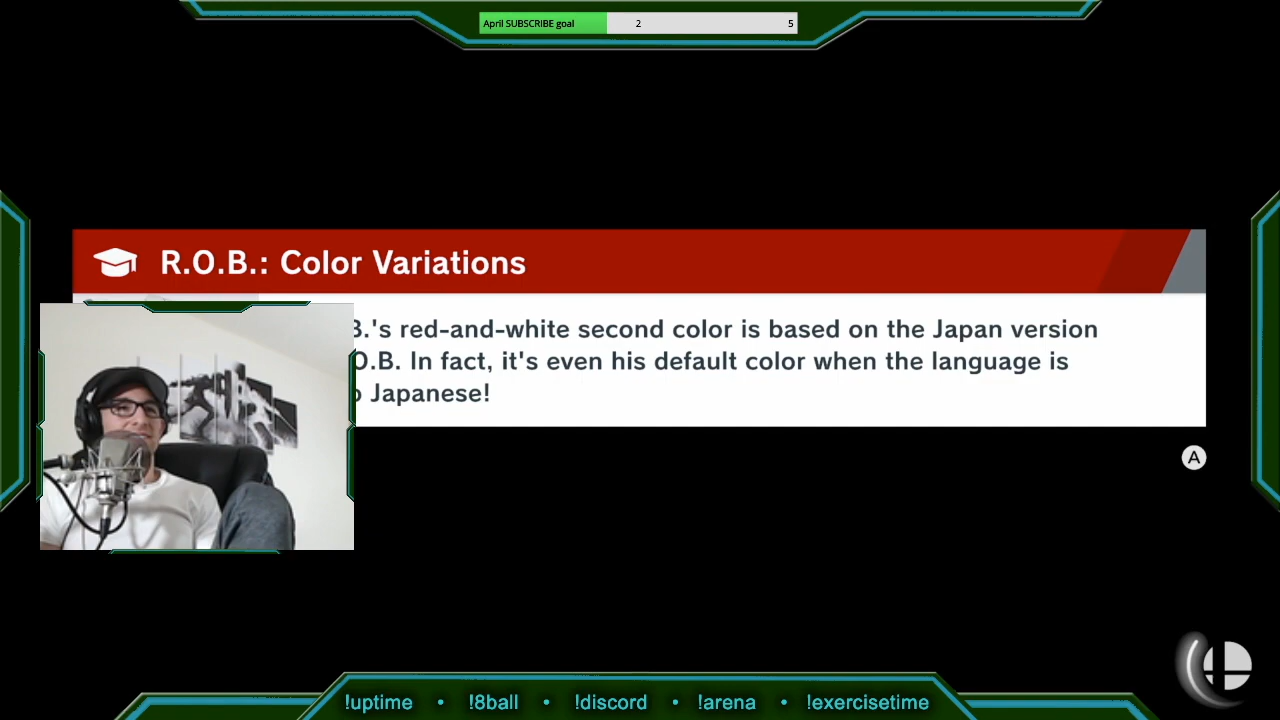 April SUBSCRIBE goal 2 5
R.O.B.: Color Variations
B.'s red-and-white second color is based on the Japan version
O.B. In fact, it's even his default color when the language is
Japanese!
A
!uptime • !8ball • !discord • !arena • !exercisetime